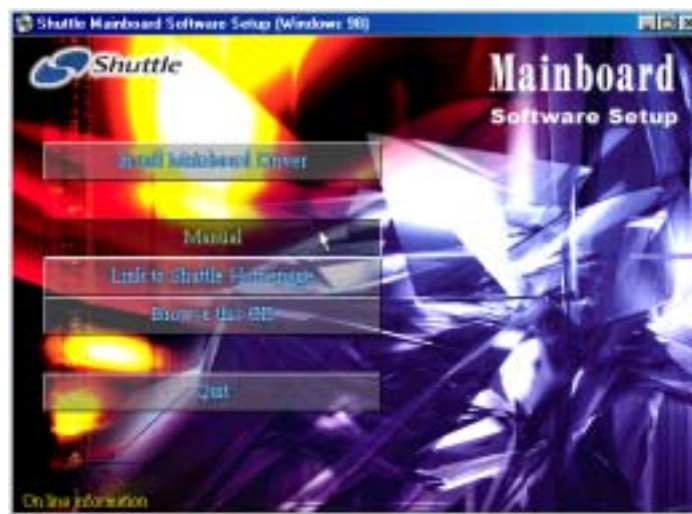 Shuttle Mainboard Software Setup (Windows 98)
Shuttle
Mainboard
Software Setup
Install Mainboard Driver
Manual
Link to Shuttle Homepage
Browse this CD
Quit
On line information